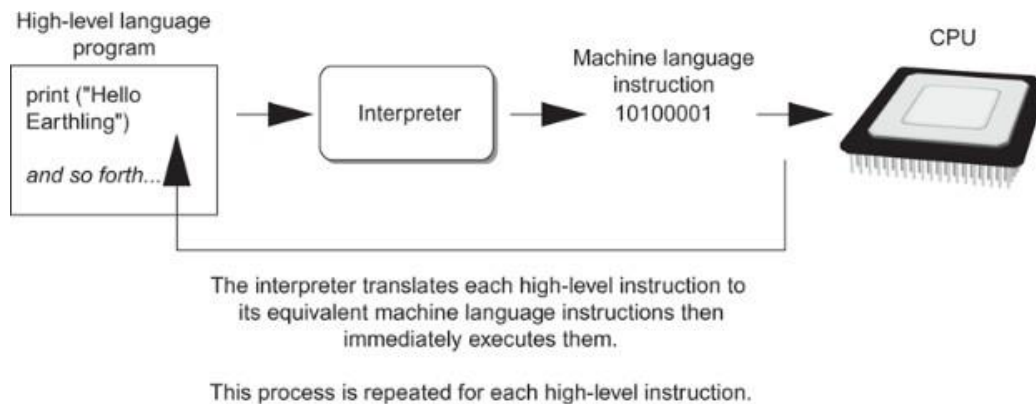 High-level language
program
print ("Hello
Earthling")
and so forth...
Interpreter
Machine language
instruction
10100001
CPU
The interpreter translates each high-level instruction to
its equivalent machine language instructions then
immediately executes them.
This process is repeated for each high-level instruction.